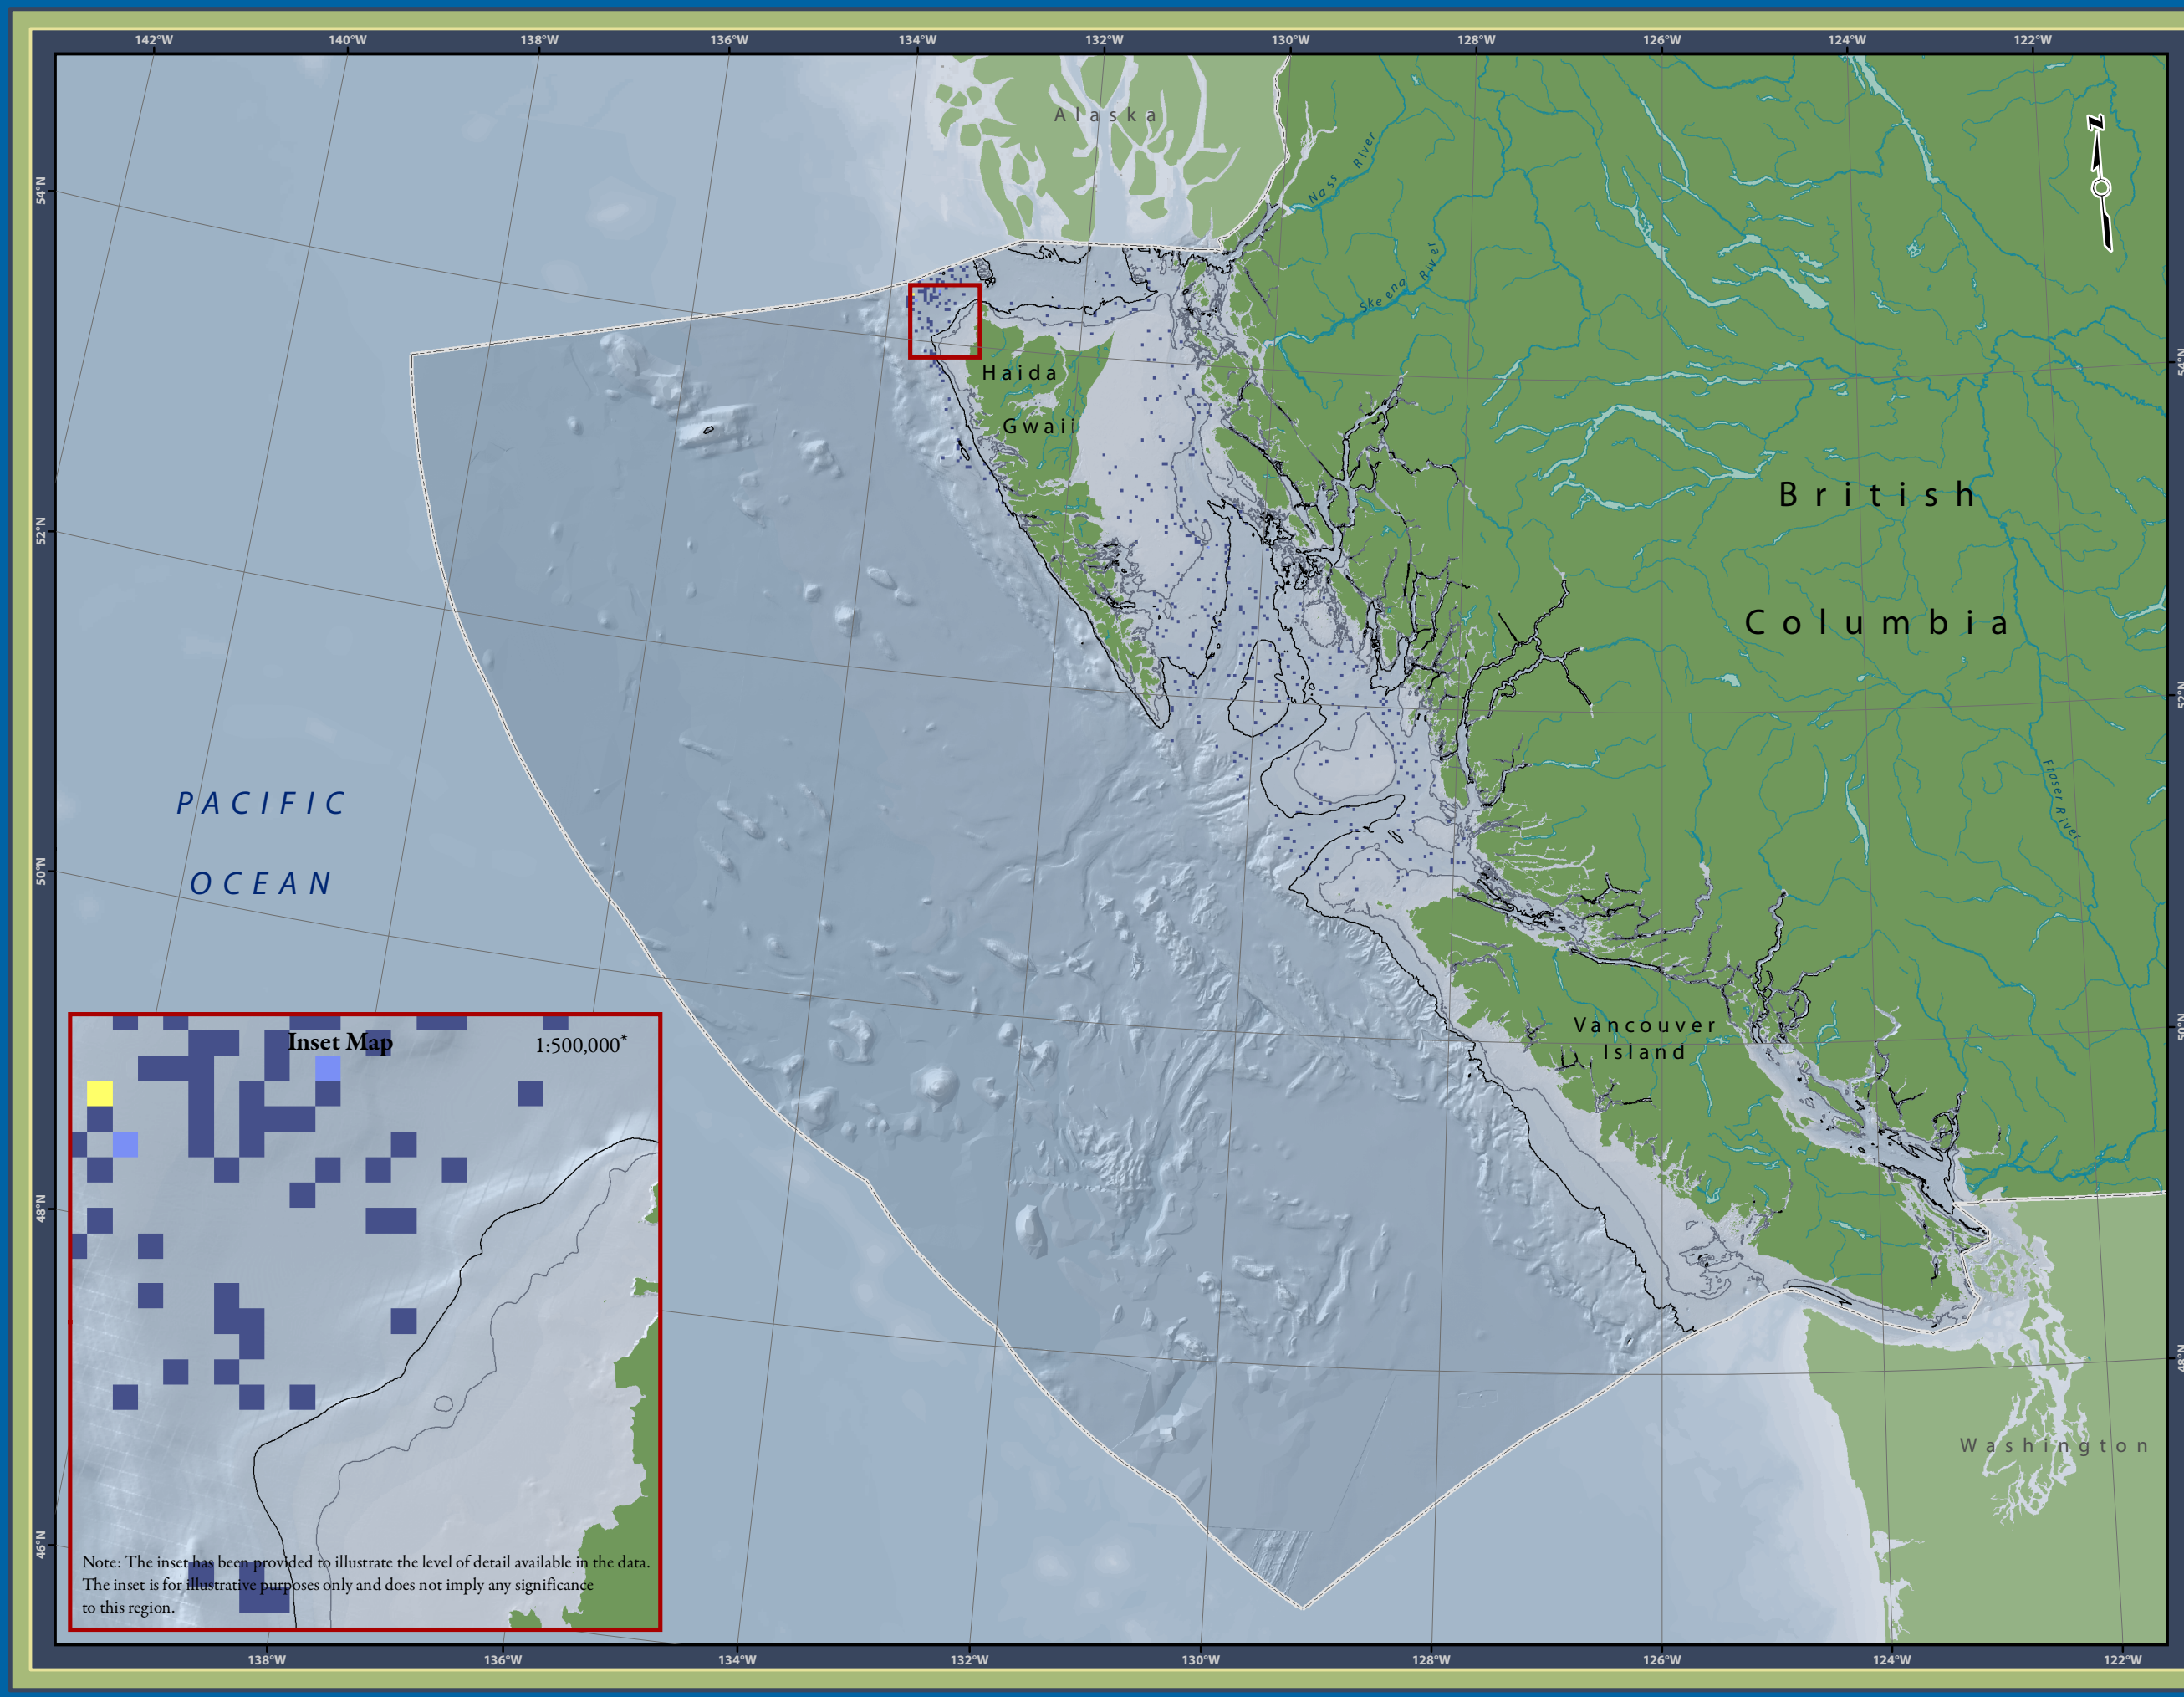 142°W 140°W 138°W 136°W 134°W 132°W 130°W 128°W 126°W 124°W 122°W
Alaska
N
54°N
Nass River
Skeena River
54°N
Haida
Gwaii
British
52°N
Columbia
52°N
PACIFIC
Fraser River
50°N
OCEAN
Vancouver
50°N
Island
Inset Map
1:500,000*
48°N
48°N
Washington
46°N
Note: The inset has been provided to illustrate the level of detail available in the data.
The inset is for illustrative purposes only and does not imply any significance
to this region.
138°W 136°W 134°W 132°W 130°W 128°W 126°W 124°W 122°W